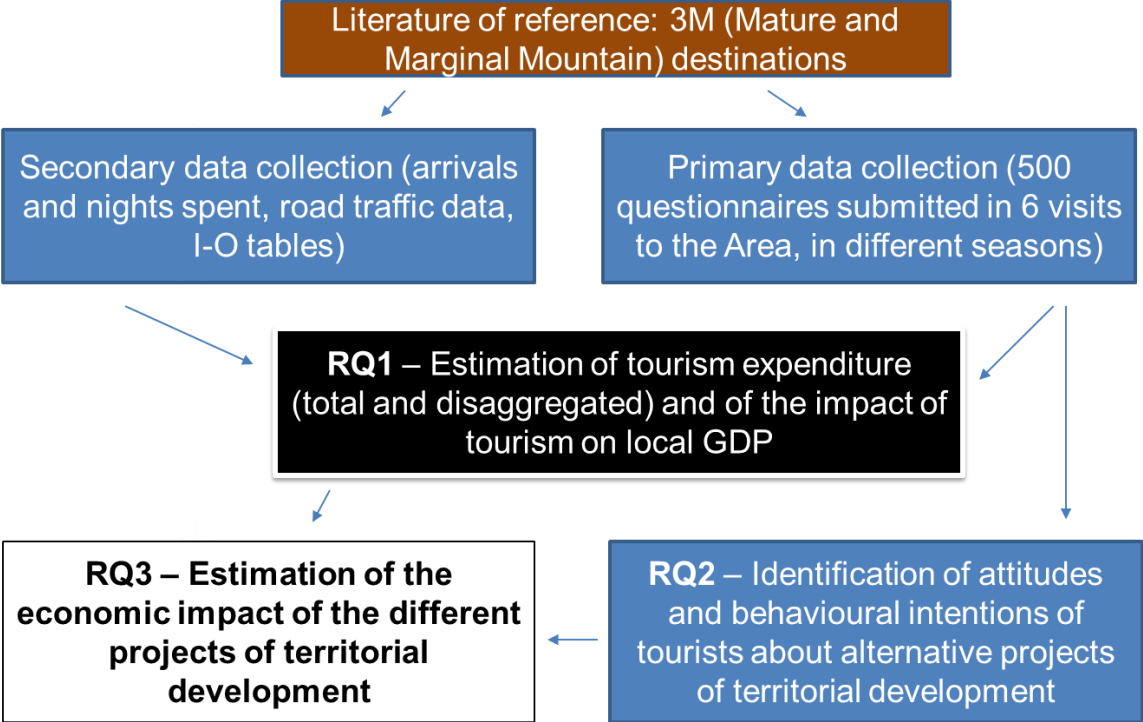 Literature of reference: 3M (Mature and
Marginal Mountain) destinations
Secondary data collection (arrivals
and nights spent, road traffic data,
I-O tables)
Primary data collection (500
questionnaires submitted in 6 visits
to the Area, in different seasons)
RQ1 – Estimation of tourism expenditure
(total and disaggregated) and of the impact of
tourism on local GDP
RQ3 – Estimation of the
economic impact of the different
projects of territorial
development
RQ2 – Identification of attitudes
and behavioural intentions of
tourists about alternative projects
of territorial development